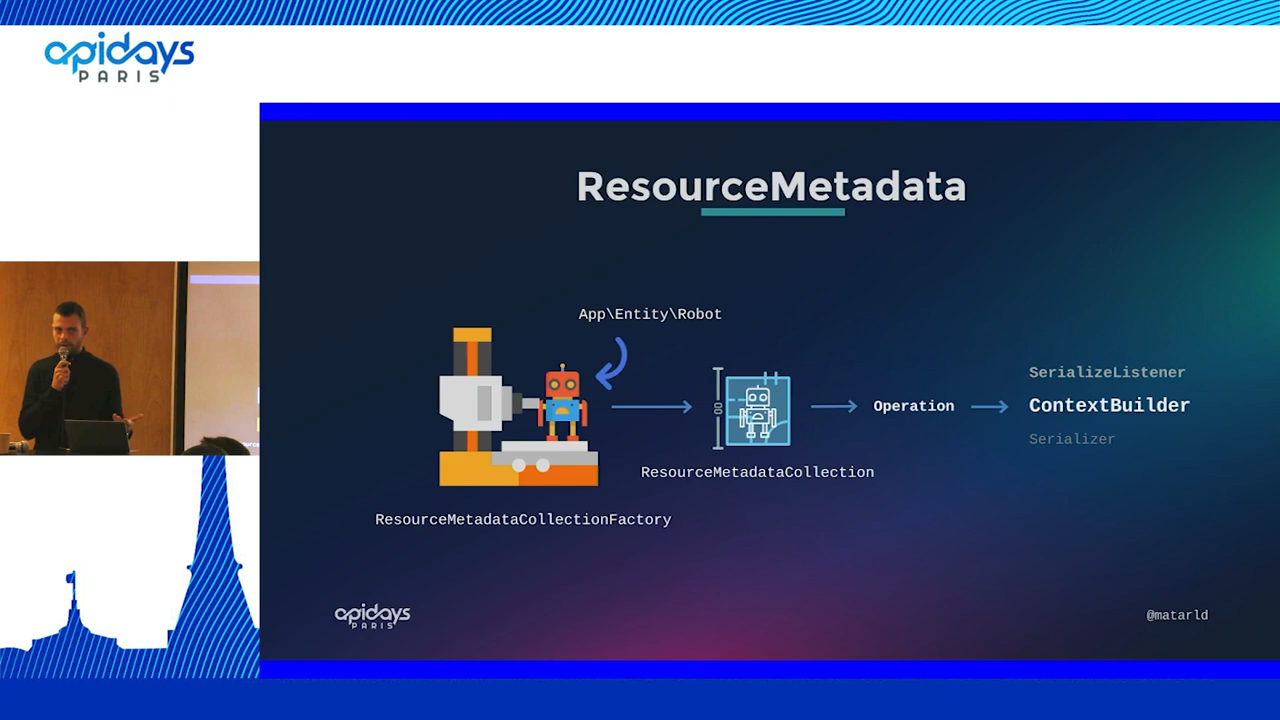 apidays
PARIS
ResourceMetadata
App\Entity\Robot
SerializeListener
Operation
ContextBuilder
Serializer
ResourceMetadataCollection
ResourceMetadataCollectionFactory
apidays
PARIS
@matarld